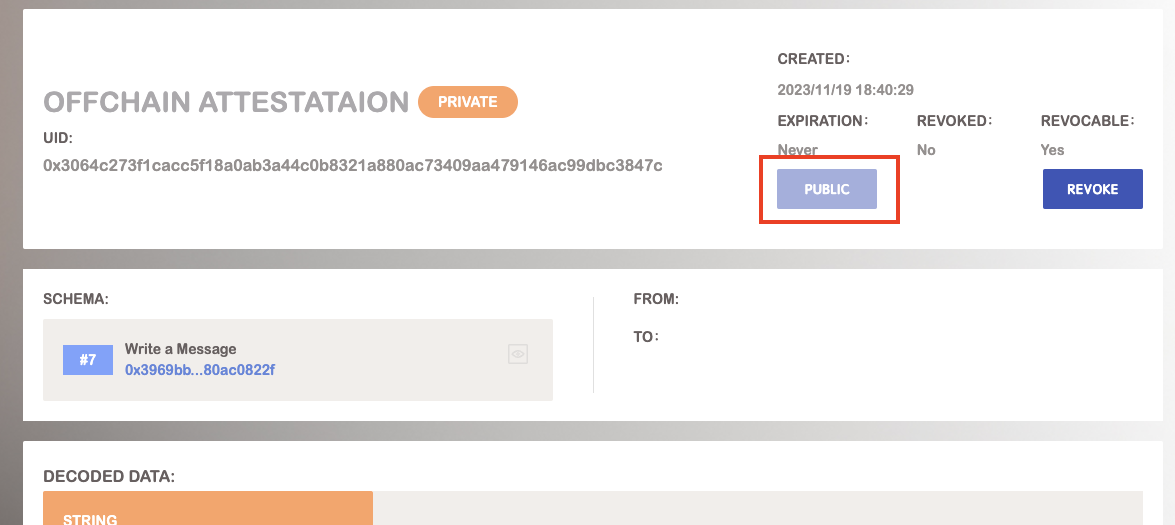 OFFCHAIN ATTESTATAION PRIVATE
UID:
0x3064c273f1cacc5f18a0ab3a44c0b8321a880ac73409aa479146ac99dbc3847c
CREATED:
2023/11/19 18:40:29
EXPIRATION: REVOKED: REVOCABLE:
Never No Yes
PUBLIC REVOKE
SCHEMA:
#7
Write a Message
0x3969bb...80ac0822f
FROM:
TO:
DECODED DATA:
STRING